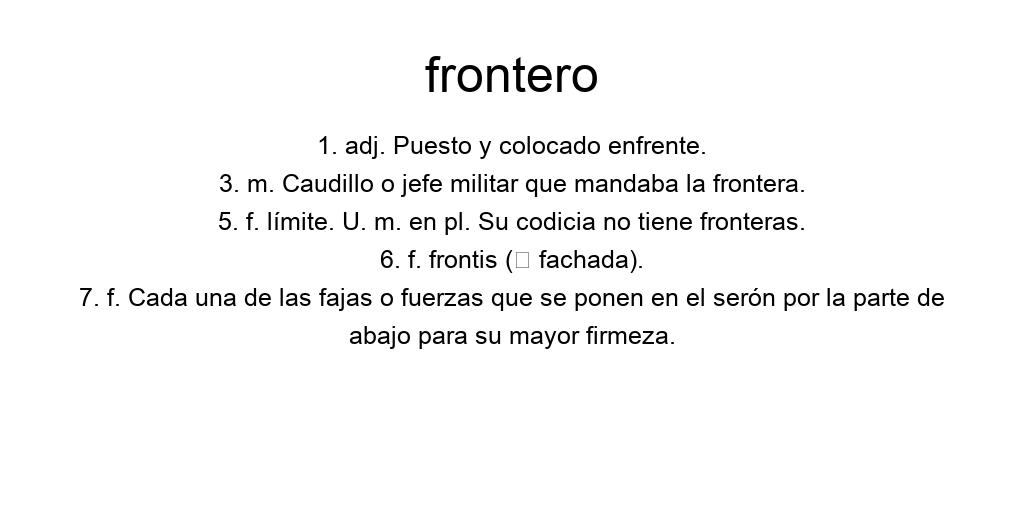 frontero
1. adj. Puesto y colocado enfrente.
3. m. Caudillo o jefe militar que mandaba la frontera.
5. f. límite. U. m. en pl. Su codicia no tiene fronteras.
6. f. frontis (□ fachada).
7. f. Cada una de las fajas o fuerzas que se ponen en el serón por la parte de
abajo para su mayor firmeza.